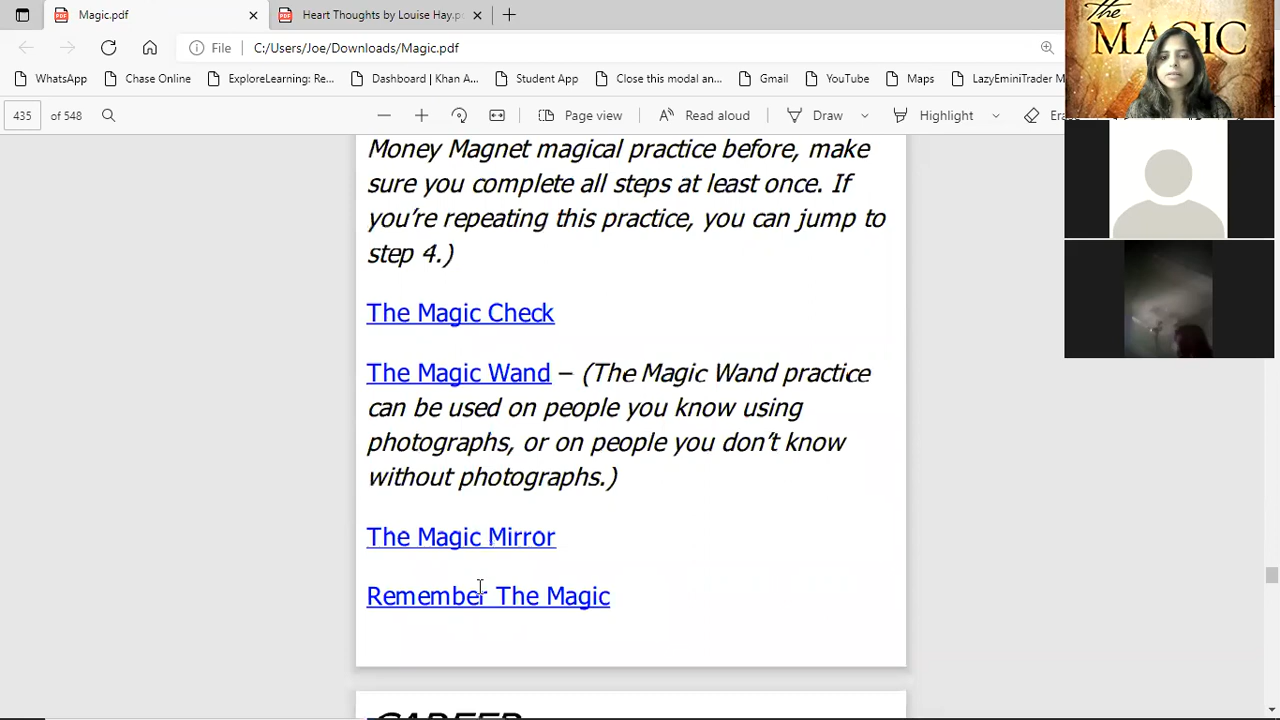 Magic.pdf
Heart Thoughts by Louise Hay.p
File C:/Users/Joe/Downloads/Magic.pdf
WhatsApp Chase Online ExploreLearning: Re... Dashboard | Khan A... Student App Close this modal an... Gmail YouTube Maps LazyEminiTrader M
435 of 548 Page view Read aloud Draw Highlight
The
MAGIC
Money Magnet magical practice before, make
sure you complete all steps at least once. If
you're repeating this practice, you can jump to
step 4.)
The Magic Check
The Magic Wand – (The Magic Wand practice
can be used on people you know using
photographs, or on people you don't know
without photographs.)
The Magic Mirror
Remember The Magic
CAREER